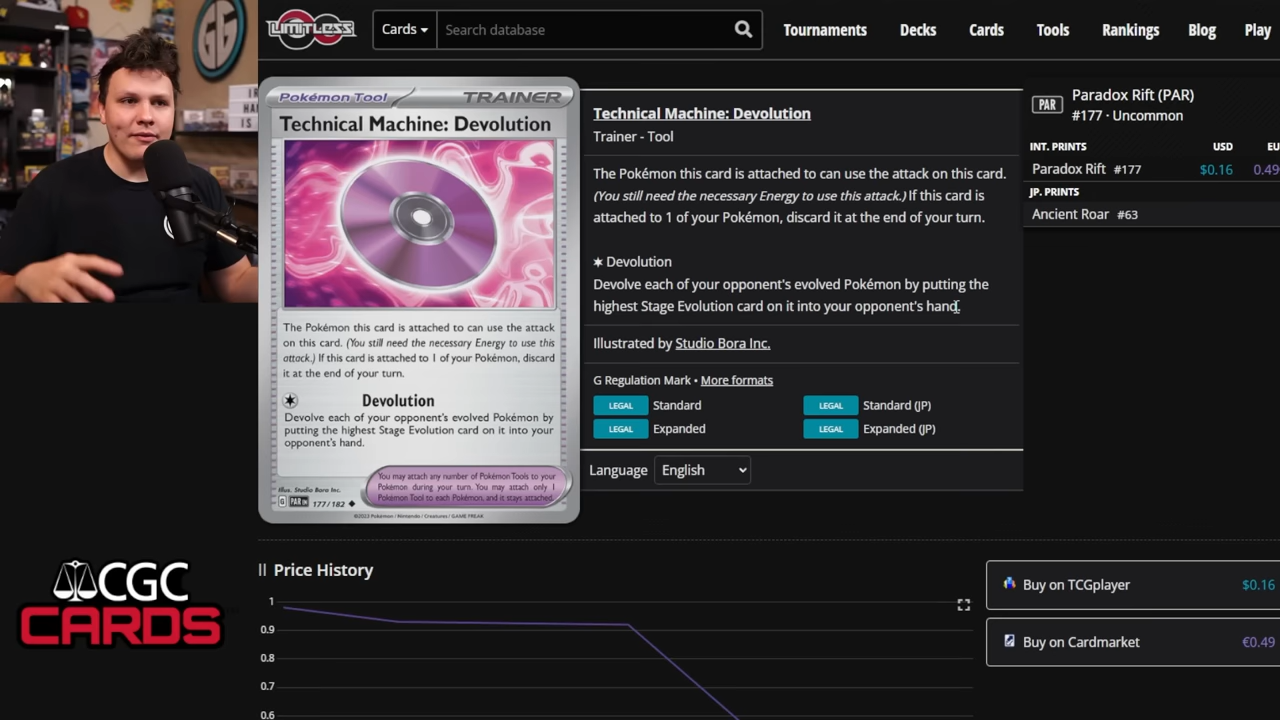 LIMITLESS
Cards
Search database
Tournaments
Decks
Cards
Tools
Rankings
Blog
Play
Pokémon Tool
TRAINER
Technical Machine: Devolution
The Pokémon this card is attached to can use the attack
on this card. (You still need the necessary Energy to use this
attack.) If this card is attached to 1 of your Pokémon, discard
it at the end of your turn.
Devolution
Devolve each of your opponent's evolved Pokémon by
putting the highest Stage Evolution card on it into your
opponent's hand.
You may attach any number of Pokémon Tools to your
Pokémon during your turn. You may attach only 1
Pokémon Tool to each Pokémon, and it stays attached.
Illus. Studio Bora Inc.
G PAR EN 177/182
©2023 Pokémon / Nintendo / Creatures / GAME FREAK
Technical Machine: Devolution
Trainer - Tool
The Pokémon this card is attached to can use the attack on this card.
(You still need the necessary Energy to use this attack.) If this card is
attached to 1 of your Pokémon, discard it at the end of your turn.
Devolution
Devolve each of your opponent's evolved Pokémon by putting the
highest Stage Evolution card on it into your opponent's hand.
Illustrated by Studio Bora Inc.
G Regulation Mark • More formats
LEGAL Standard
LEGAL Standard (JP)
LEGAL Expanded
LEGAL Expanded (JP)
Language English
PAR
Paradox Rift (PAR)
#177 · Uncommon
INT. PRINTS USD EU
Paradox Rift #177 $0.16 0.49
JP. PRINTS
Ancient Roar #63
Price History
1
0.9
0.8
0.7
0.6
Buy on TCGplayer $0.16
Buy on Cardmarket €0.49
CGC
CARDS